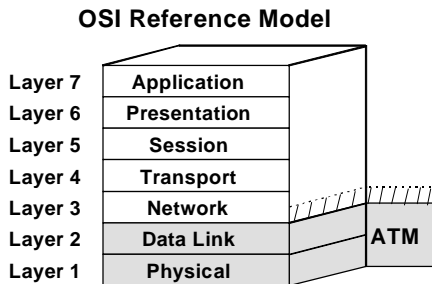 OSI Reference Model
Layer 7 Application
Layer 6 Presentation
Layer 5 Session
Layer 4 Transport
Layer 3 Network
Layer 2 Data Link
ATM
Layer 1 Physical